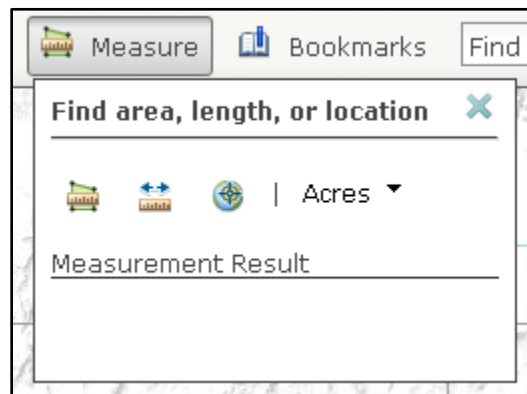 Measure Bookmarks Find
Find area, length, or location
| Acres
Measurement Result